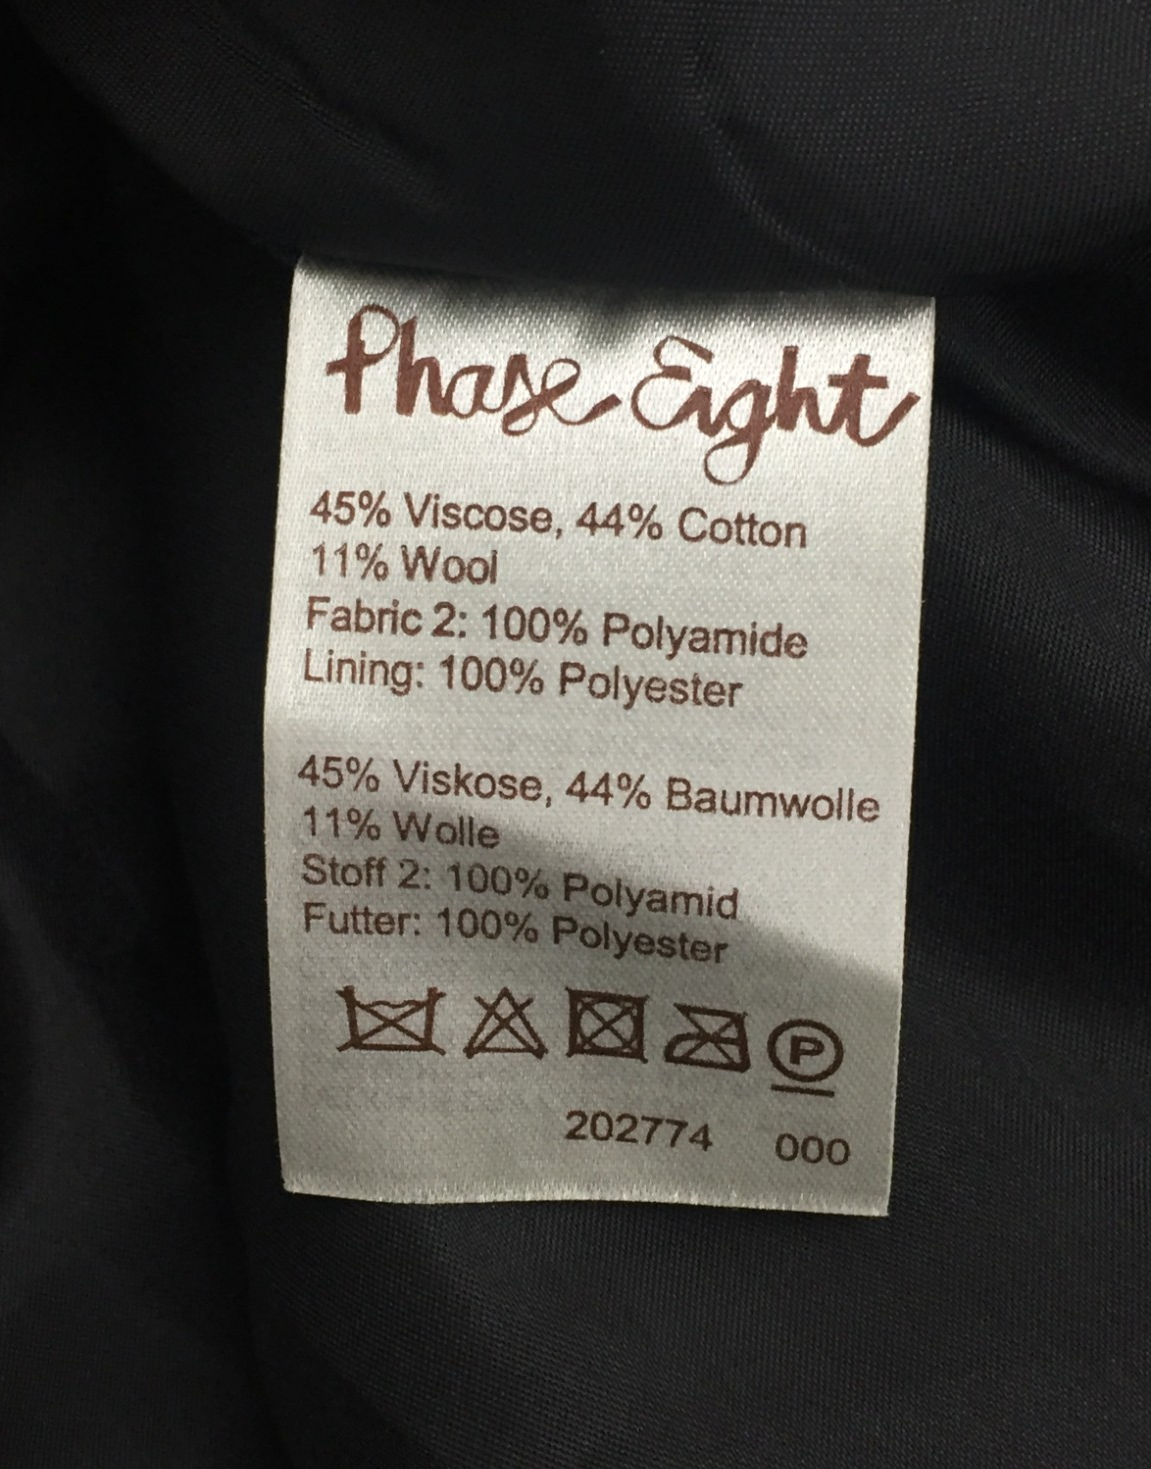 Phase Eight
45% Viscose, 44% Cotton
11% Wool
Fabric 2: 100% Polyamide
Lining: 100% Polyester
45% Viskose, 44% Baumwolle
11% Wolle
Stoff 2: 100% Polyamid
Futter: 100% Polyester
P
202774 000